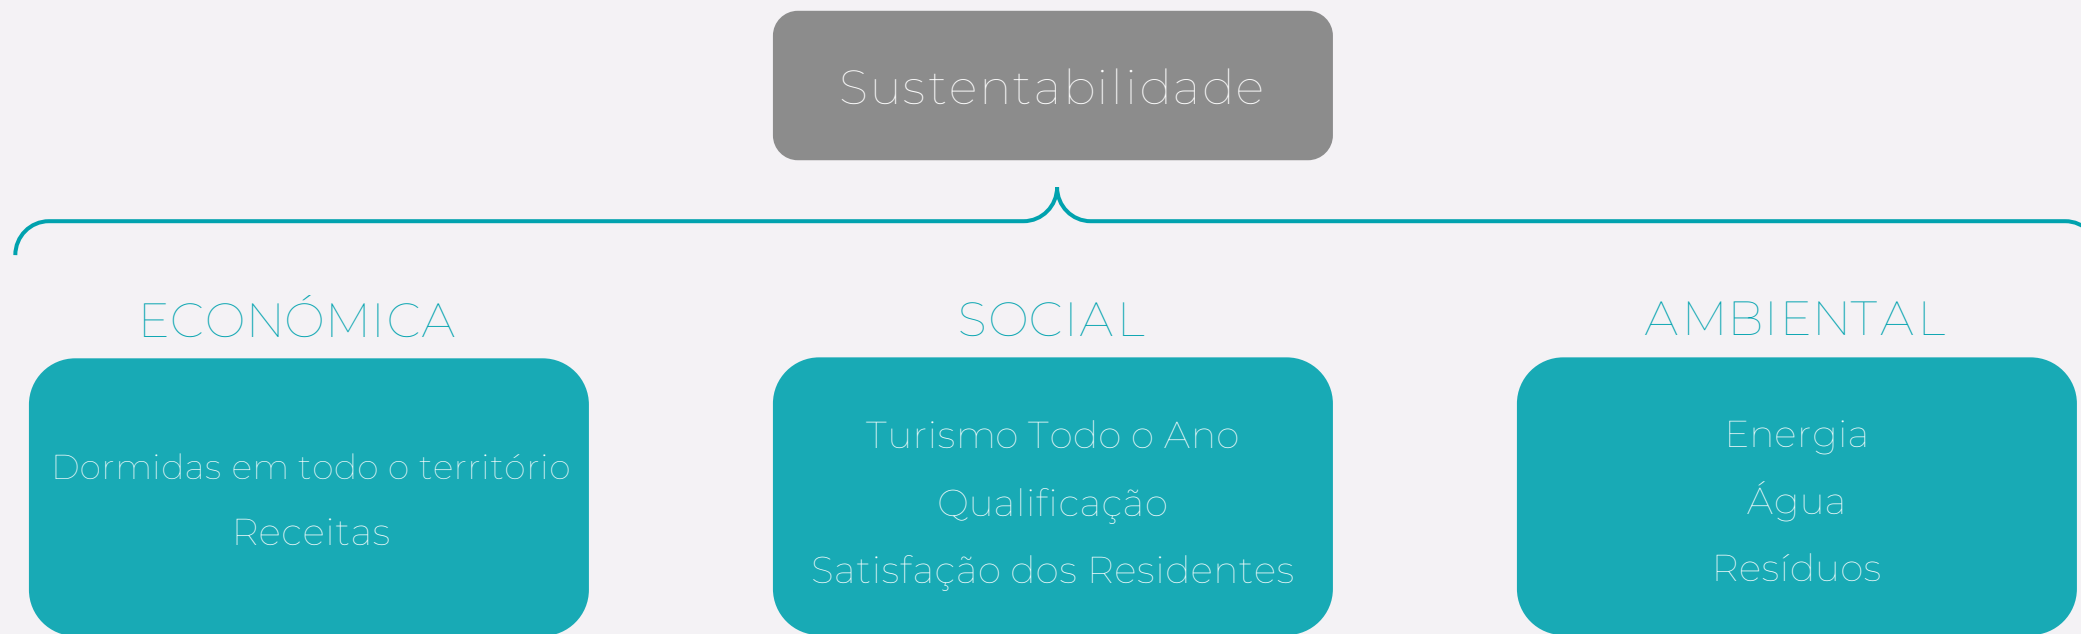 Sustentabilidade
ECONÓMICA
Dormidas em todo o território
Receitas
SOCIAL
Turismo Todo o Ano
Qualificação
Satisfação dos Residentes
AMBIENTAL
Energia
Água
Resíduos